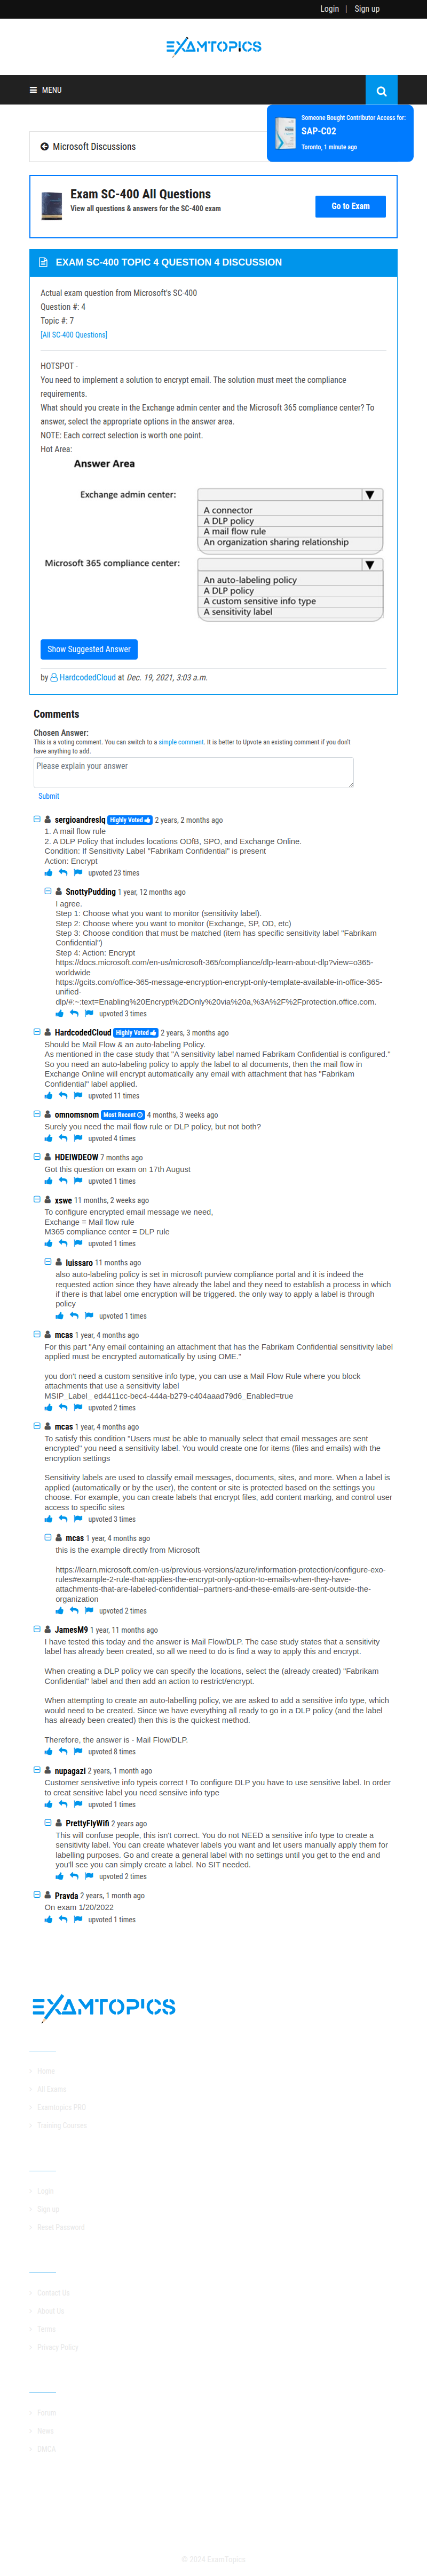 Login | Sign up
EXAMTOPICS
MENU
Someone Bought Contributor Access for:
SAP-C02
Toronto, 1 minute ago
Microsoft Discussions
Exam SC-400 All Questions
View all questions & answers for the SC-400 exam
Go to Exam
EXAM SC-400 TOPIC 4 QUESTION 4 DISCUSSION
Actual exam question from Microsoft's SC-400
Question #: 4
Topic #: 7
[All SC-400 Questions]
HOTSPOT -
You need to implement a solution to encrypt email. The solution must meet the compliance
requirements.
What should you create in the Exchange admin center and the Microsoft 365 compliance center? To
answer, select the appropriate options in the answer area.
NOTE: Each correct selection is worth one point.
Hot Area:
Answer Area
Exchange admin center:
A connector
A DLP policy
A mail flow rule
An organization sharing relationship
Microsoft 365 compliance center:
An auto-labeling policy
A DLP policy
A custom sensitive info type
A sensitivity label
Show Suggested Answer
by HardcodedCloud at Dec. 19, 2021, 3:03 a.m.
Comments
Chosen Answer:
This is a voting comment. You can switch to a simple comment. It is better to Upvote an existing comment if you don't
have anything to add.
Please explain your answer
Submit
sergioandreslq Highly Voted 2 years, 2 months ago
1. A mail flow rule
2. A DLP Policy that includes locations ODfB, SPO, and Exchange Online.
Condition: If Sensitivity Label "Fabrikam Confidential" is present
Action: Encrypt
upvoted 23 times
SnottyPudding 1 year, 12 months ago
I agree.
Step 1: Choose what you want to monitor (sensitivity label).
Step 2: Choose where you want to monitor (Exchange, SP, OD, etc)
Step 3: Choose condition that must be matched (item has specific sensitivity label "Fabrikam
Confidential")
Step 4: Action: Encrypt
https://docs.microsoft.com/en-us/microsoft-365/compliance/dlp-learn-about-dlp?view=o365-
worldwide
https://gcits.com/office-365-message-encryption-encrypt-only-template-available-in-office-365-
unified-
dlp/#:~:text=Enabling%20Encrypt%2DOnly%20via%20a,%3A%2F%2Fprotection.office.com.
upvoted 3 times
HardcodedCloud Highly Voted 2 years, 3 months ago
Should be Mail Flow & an auto-labeling Policy.
As mentioned in the case study that "A sensitivity label named Fabrikam Confidential is configured."
So you need an auto-labeling policy to apply the label to al documents, then the mail flow in
Exchange Online will encrypt automatically any email with attachment that has "Fabrikam
Confidential" label applied.
upvoted 11 times
omnomsnom Most Recent 4 months, 3 weeks ago
Surely you need the mail flow rule or DLP policy, but not both?
upvoted 4 times
HDEIWDEOW 7 months ago
Got this question on exam on 17th August
upvoted 1 times
xswe 11 months, 2 weeks ago
To configure encrypted email message we need,
Exchange = Mail flow rule
M365 compliance center = DLP rule
upvoted 1 times
luissaro 11 months ago
also auto-labeling policy is set in microsoft purview compliance portal and it is indeed the
requested action since they have already the label and they need to establish a process in which
if there is that label ome encryption will be triggered. the only way to apply a label is through
policy
upvoted 1 times
mcas 1 year, 4 months ago
For this part "Any email containing an attachment that has the Fabrikam Confidential sensitivity label
applied must be encrypted automatically by using OME."
you don't need a custom sensitive info type, you can use a Mail Flow Rule where you block
attachments that use a sensitivity label
MSIP_Label_ ed4411cc-bec4-444a-b279-c404aaad79d6_Enabled=true
upvoted 2 times
mcas 1 year, 4 months ago
To satisfy this condition "Users must be able to manually select that email messages are sent
encrypted" you need a sensitivity label. You would create one for items (files and emails) with the
encryption settings
Sensitivity labels are used to classify email messages, documents, sites, and more. When a label is
applied (automatically or by the user), the content or site is protected based on the settings you
choose. For example, you can create labels that encrypt files, add content marking, and control user
access to specific sites
upvoted 3 times
mcas 1 year, 4 months ago
this is the example directly from Microsoft
https://learn.microsoft.com/en-us/previous-versions/azure/information-protection/configure-exo-
rules#example-2-rule-that-applies-the-encrypt-only-option-to-emails-when-they-have-
attachments-that-are-labeled-confidential--partners-and-these-emails-are-sent-outside-the-
organization
upvoted 2 times
JamesM9 1 year, 11 months ago
I have tested this today and the answer is Mail Flow/DLP. The case study states that a sensitivity
label has already been created, so all we need to do is find a way to apply this and encrypt.
When creating a DLP policy we can specify the locations, select the (already created) "Fabrikam
Confidential" label and then add an action to restrict/encrypt.
When attempting to create an auto-labelling policy, we are asked to add a sensitive info type, which
would need to be created. Since we have everything all ready to go in a DLP policy (and the label
has already been created) then this is the quickest method.
Therefore, the answer is - Mail Flow/DLP.
upvoted 8 times
nupagazi 2 years, 1 month ago
Customer sensivetive info typeis correct ! To configure DLP you have to use sensitive label. In order
to creat sensitive label you need senssiive info type
upvoted 1 times
PrettyFlyWifi 2 years ago
This will confuse people, this isn't correct. You do not NEED a sensitive info type to create a
sensitivity label. You can create whatever labels you want and let users manually apply them for
labelling purposes. Go and create a general label with no settings until you get to the end and
you'll see you can simply create a label. No SIT needed.
upvoted 2 times
Pravda 2 years, 1 month ago
On exam 1/20/2022
upvoted 1 times
EXAMTOPICS
Home
All Exams
Examtopics PRO
Training Courses
Login
Sign up
Reset Password
Contact Us
About Us
Terms
Privacy Policy
Forum
News
DMCA
© 2024 ExamTopics